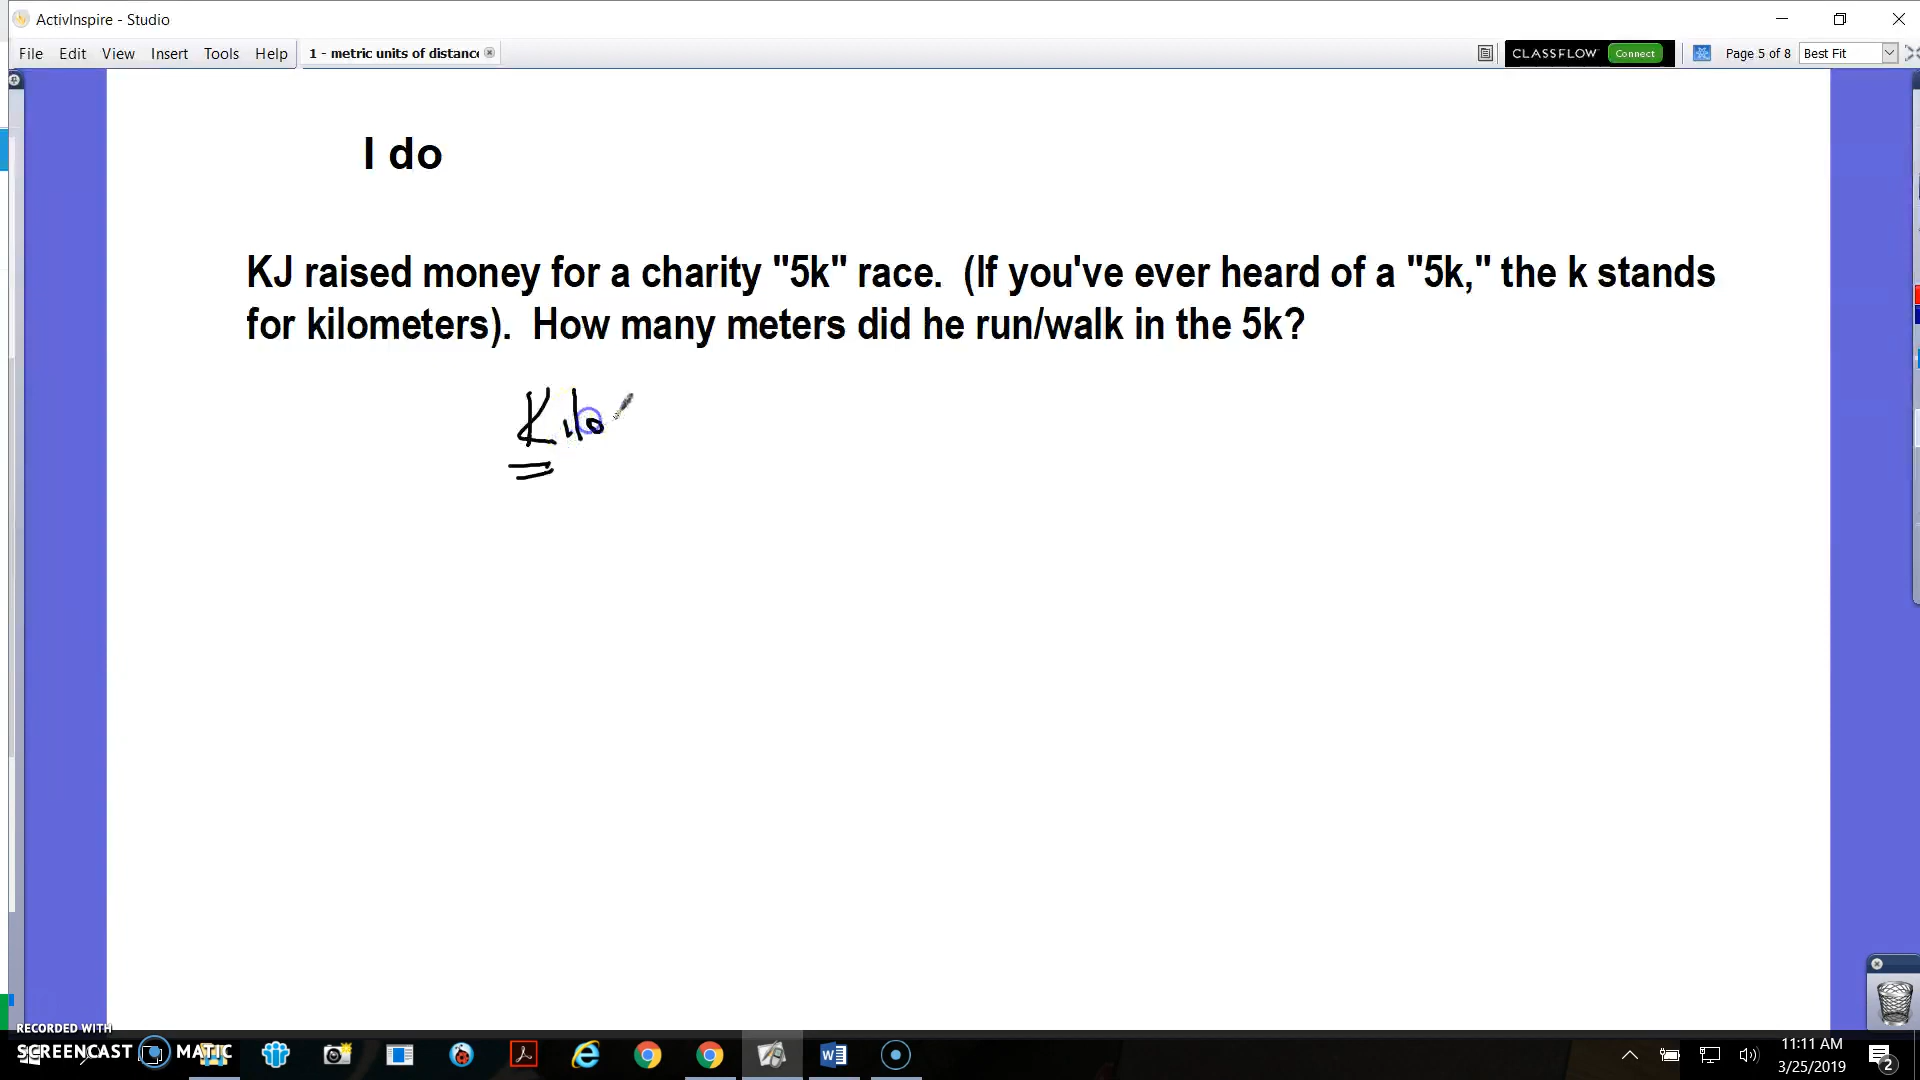 ActivInspire - Studio
File Edit View Insert Tools Help 1 - metric units of distance CLASSFLOW Connect Page 5 of 8 Best Fit
I do
KJ raised money for a charity "5k" race. (If you've ever heard of a "5k," the k stands
for kilometers). How many meters did he run/walk in the 5k?
Kilo
RECORDED WITH
SCREENCAST MATIC
11:11 AM
3/25/2019
2